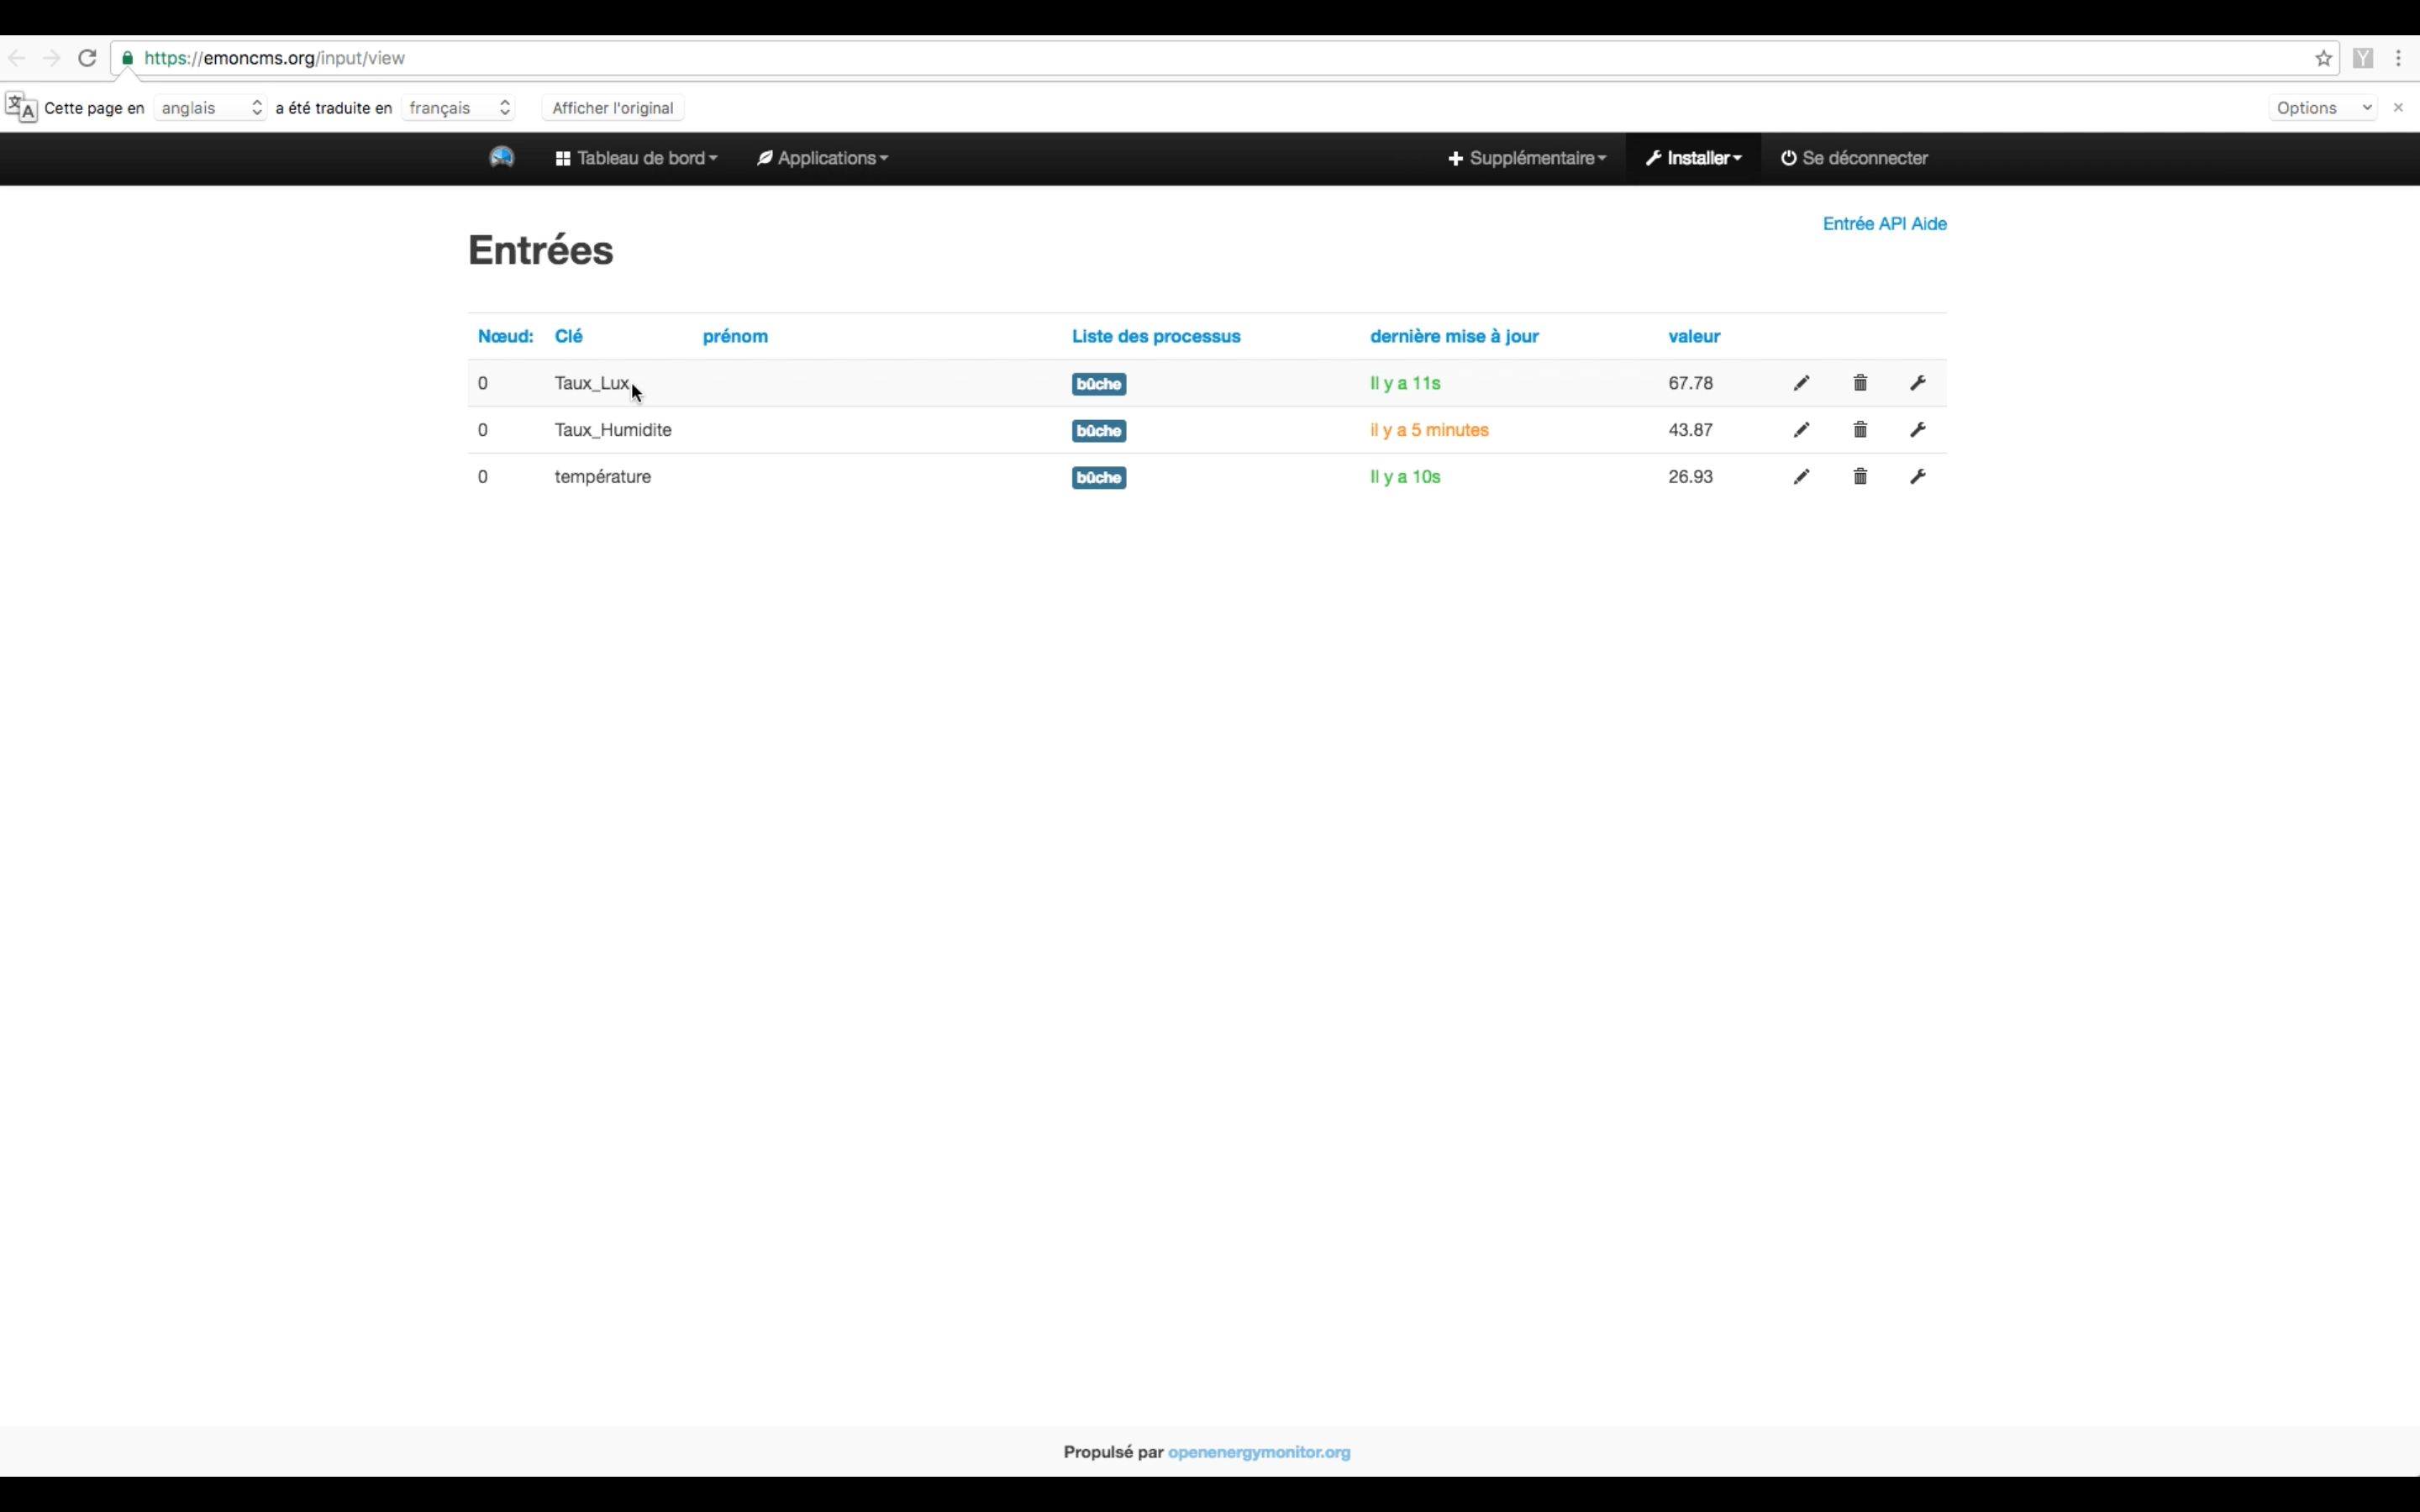 https://emoncms.org/input/view
Cette page en anglais a été traduite en français Afficher l'original Options
Tableau de bord Applications Supplémentaire Installer Se déconnecter
Entrée API Aide
Entrées
Nœud: Clé prénom Liste des processus dernière mise à jour valeur
0 Taux_Lux bûche Il y a 11s 67.78
0 Taux_Humidite bûche il y a 5 minutes 43.87
0 température bûche Il y a 10s 26.93
Propulsé par openenergymonitor.org